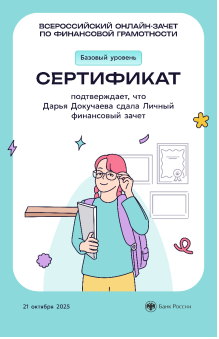 ВСЕРОССИЙСКИЙ ОНЛАЙН-ЗАЧЕТ
ПО ФИНАНСОВОЙ ГРАМОТНОСТИ
Базовый уровень
СЕРТИФИКАТ
подтверждает, что
Дарья Докучаева сдала Личный
финансовый зачет
21 октября 2025
Банк России